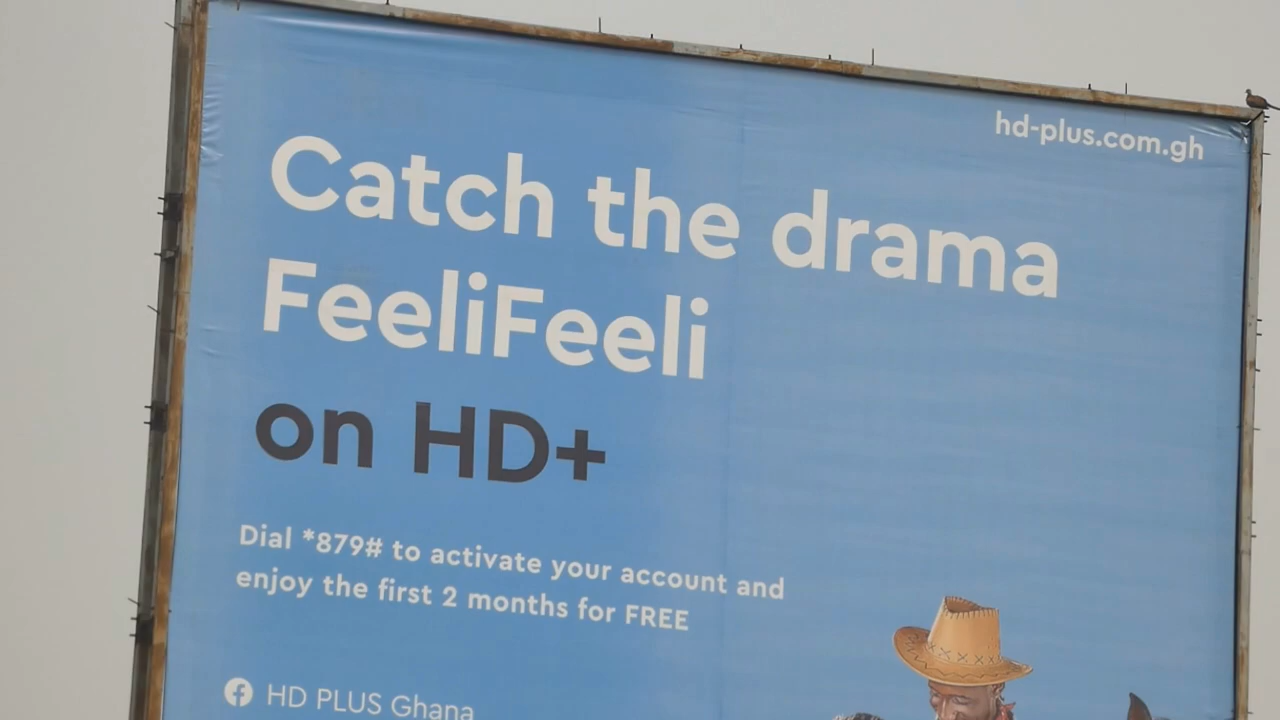 hd-plus.com.gh
Catch the drama
FeeliFeeli
on HD+
Dial *879# to activate your account and
enjoy the first 2 months for FREE
HD PLUS Ghana